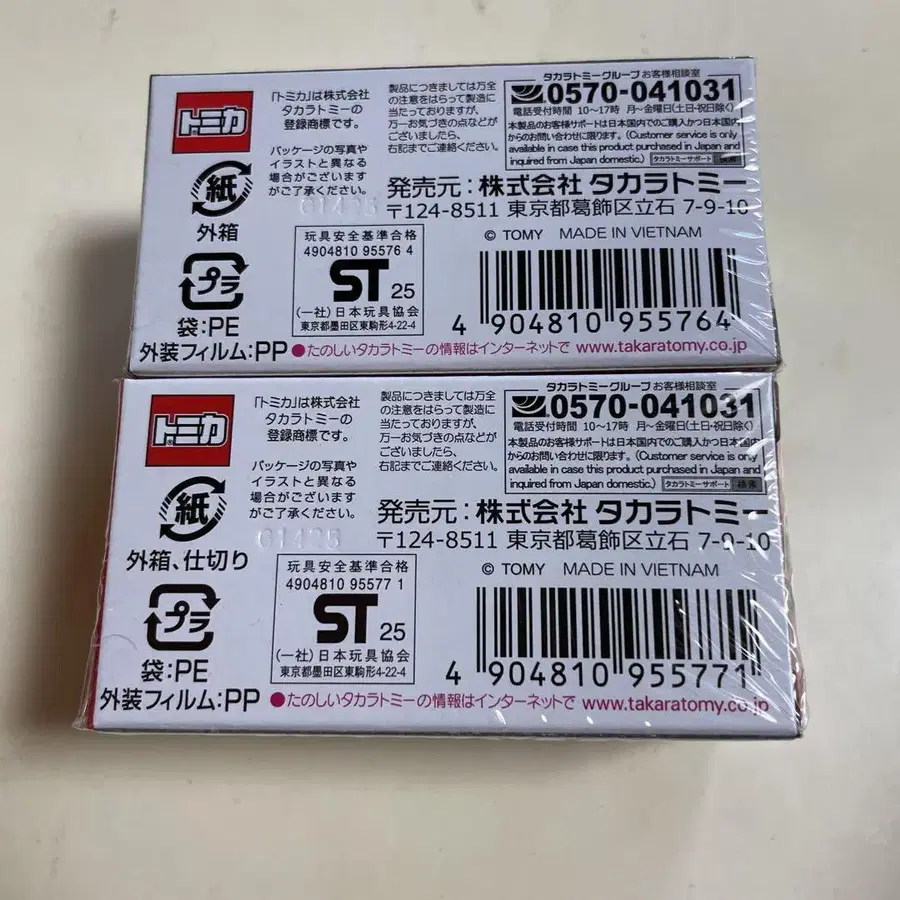 トミカ
「トミカ」は株式会社
タカラトミーの
登録商標です。
パッケージの写真や
イラストと異なる
場合がございます
がご了承ください。
製品につきましては万全
の注意をはらって製造に
当たっておりますが、
万一お気づきの点などが
ございましたら、
右記までご連絡ください。
タカラトミーグループ お客様相談室
0570-041031
電話受付時間 10〜17時 月〜金曜日(土日・祝日除く)
本製品のお客様サポートは日本国内でのご購入かつ日本国内
からのお問い合わせに限ります。(Customer service is only
available in case this product purchased in Japan and
inquired from Japan domestic.) タカラトミーサポート 検索
紙
外箱
プラ
袋:PE
外装フィルム:PP
発売元:株式会社 タカラトミー
〒124-8511 東京都葛飾区立石 7-9-10
© TOMY MADE IN VIETNAM
玩具安全基準合格
4904810 95576 4
ST 25
(一社)日本玩具協会
東京都墨田区東駒形4-22-4
4 904810 955764
●たのしいタカラトミーの情報はインターネットで www.takaratomy.co.jp
トミカ
「トミカ」は株式会社
タカラトミーの
登録商標です。
パッケージの写真や
イラストと異なる
場合がございます
がご了承ください。
製品につきましては万全
の注意をはらって製造に
当たっておりますが、
万一お気づきの点などが
ございましたら、
右記までご連絡ください。
タカラトミーグループ お客様相談室
0570-041031
電話受付時間 10〜17時 月〜金曜日(土日・祝日除く)
本製品のお客様サポートは日本国内でのご購入かつ日本国内
からのお問い合わせに限ります。(Customer service is only
available in case this product purchased in Japan and
inquired from Japan domestic.) タカラトミーサポート 検索
紙
外箱、仕切り
プラ
袋:PE
外装フィルム:PP
発売元:株式会社 タカラトミー
〒124-8511 東京都葛飾区立石 7-9-10
© TOMY MADE IN VIETNAM
玩具安全基準合格
4904810 95577 1
ST 25
(一社)日本玩具協会
東京都墨田区東駒形4-22-4
4 904810 955771
●たのしいタカラトミーの情報はインターネットで www.takaratomy.co.jp